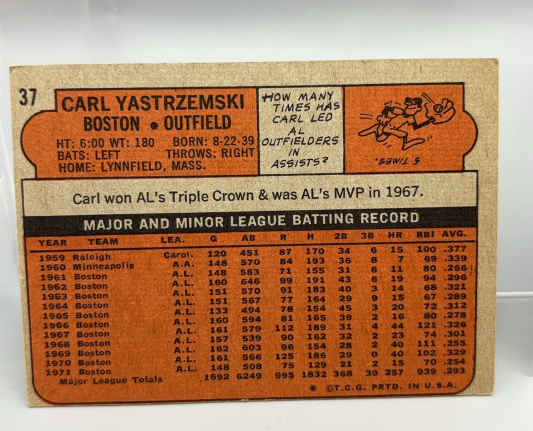 37
CARL YASTRZEMSKI
BOSTON • OUTFIELD
HT: 6:00 WT: 180 BORN: 8-22-39
BATS: LEFT THROWS: RIGHT
HOME: LYNNFIELD, MASS.
HOW MANY
TIMES HAS
CARL LED
AL
OUTFIELDERS
IN
ASSISTS?
5 TIMES.
Carl won AL's Triple Crown & was AL's MVP in 1967.
MAJOR AND MINOR LEAGUE BATTING RECORD
YEAR TEAM LEA. G AB R H 2B 3B HR RBI AVG.
1959 Raleigh Carol. 120 451 87 170 34 6 15 100 .377
1960 Minneapolis A.A. 148 570 84 193 36 8 7 69 .339
1961 Boston A.L. 148 583 71 155 31 6 11 80 .266
1962 Boston A.L. 160 646 99 191 43 6 19 94 .296
1963 Boston A.L. 151 570 91 183 40 3 14 68 .321
1964 Boston A.L. 151 567 77 164 29 9 15 67 .289
1965 Boston A.L. 133 494 78 154 45 3 20 72 .312
1966 Boston A.L. 160 594 81 165 39 2 16 80 .278
1967 Boston A.L. 161 579 112 189 31 4 44 121 .326
1968 Boston A.L. 157 539 90 162 32 2 23 74 .301
1969 Boston A.L. 162 603 96 154 28 2 40 111 .255
1970 Boston A.L. 161 566 125 186 29 0 40 102 .329
1971 Boston A.L. 148 508 75 129 21 2 15 70 .254
Major League Totals 1692 6249 995 1832 368 39 257 939 .293
©T.C.G. PRTD. IN U.S.A.